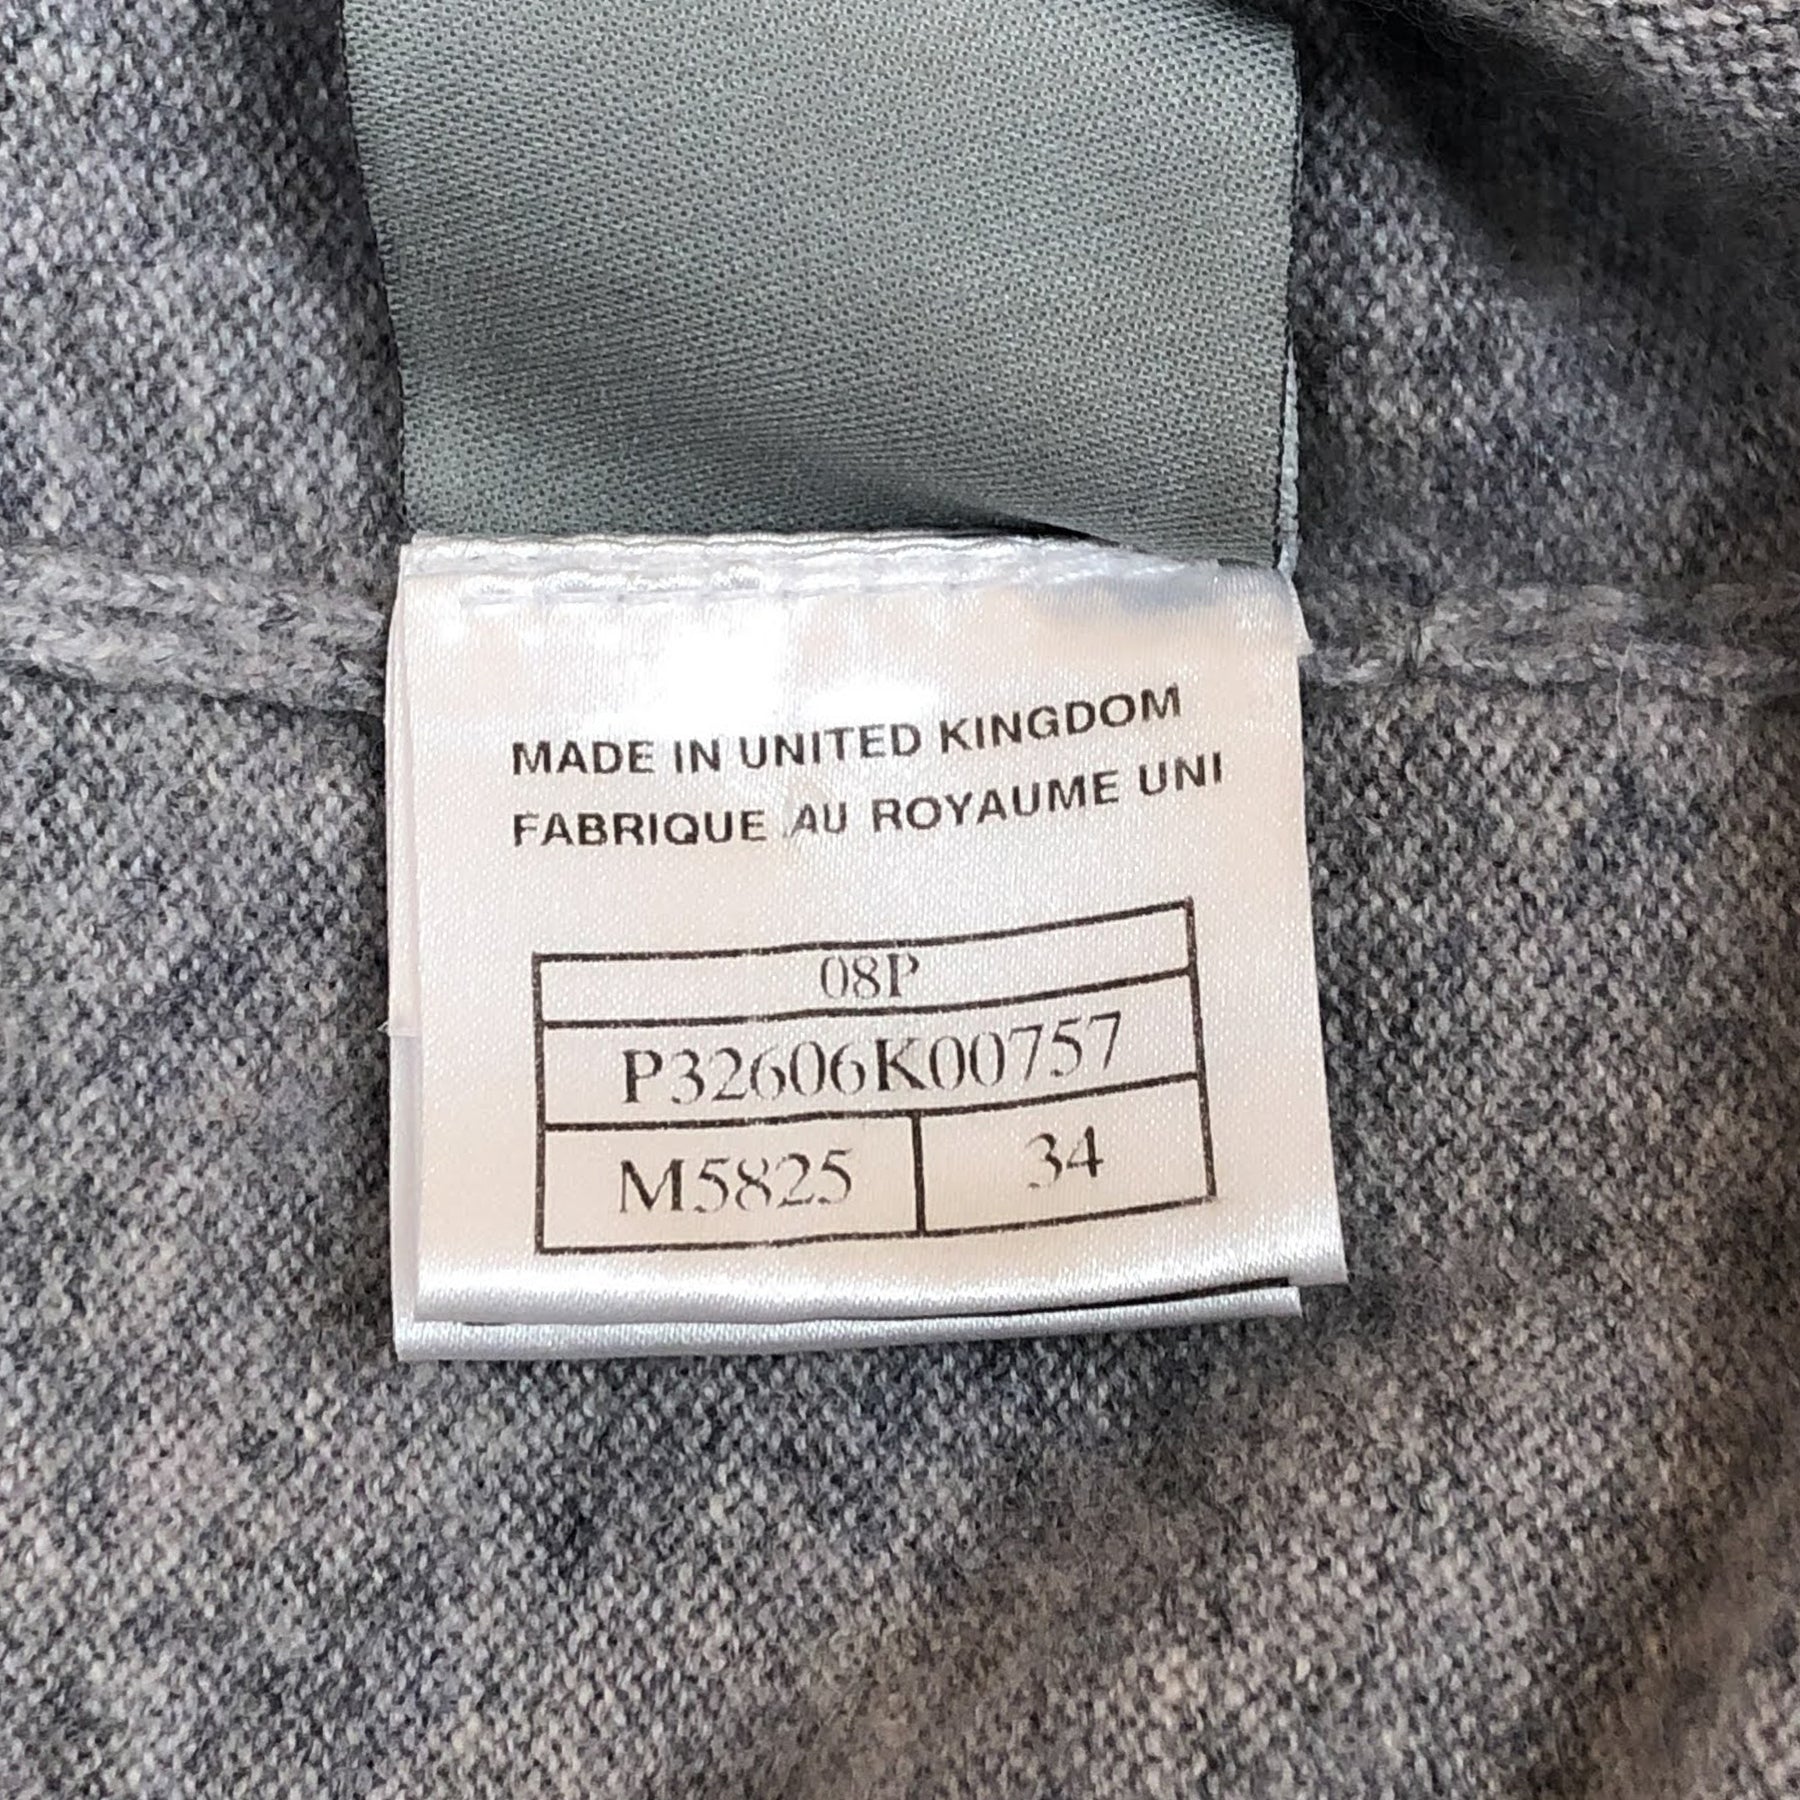 MADE IN UNITED KINGDOM
FABRIQUE AU ROYAUME UNI
08P
P32606K00757
M5825 34